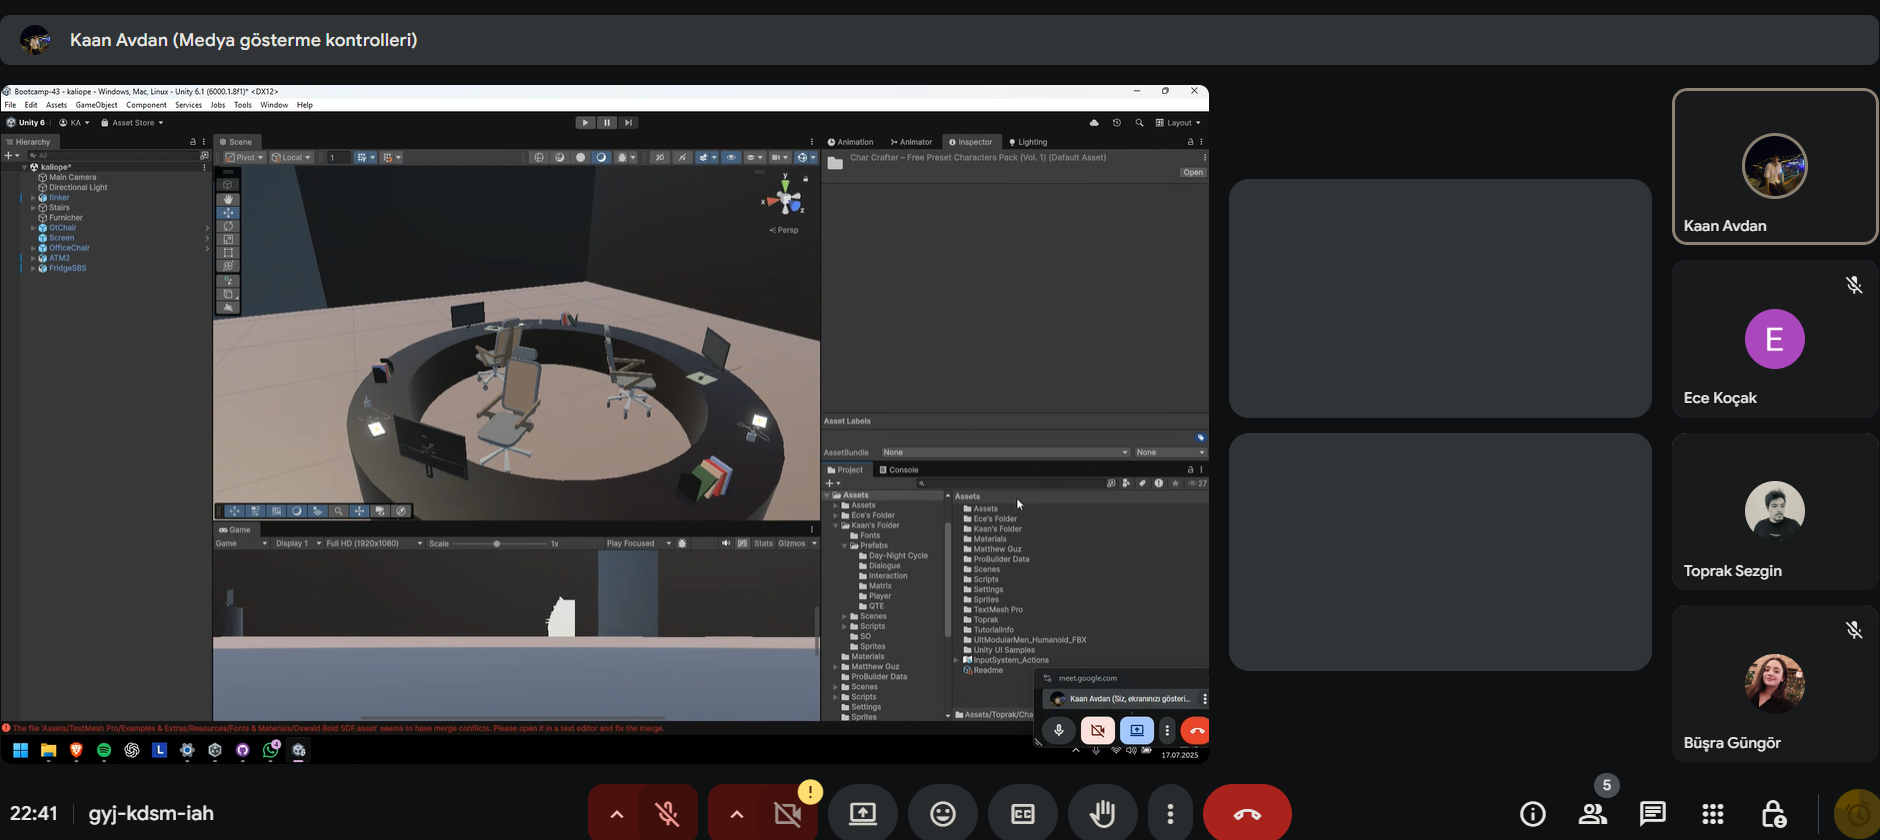 Kaan Avdan (Medya gösterme kontrolleri)
Bootcamp-43 - kaliope - Windows, Mac, Linux - Unity 6.1 (6000.1.8f1)* <DX12>
File Edit Assets GameObject Component Services Jobs Tools Window Help
Unity 6 KA Asset Store Layout
Hierarchy
All
kaliope*
Main Camera
Directional Light
tinker
Stairs
Furnicher
GtChair
Screen
OfficeChair
ATM2
FridgeSBS
Scene
Pivot Local 1
y
x
z
Persp
Game
Game Display 1 Full HD (1920x1080) Scale 1x Play Focused Stats Gizmos
Animation Animator Inspector Lighting
Char Crafter – Free Preset Characters Pack (Vol. 1) (Default Asset)
Open
Asset Labels
AssetBundle None None
Project Console
27
Assets
Assets
Ece's Folder
Kaan's Folder
Fonts
Prefabs
Day-Night Cycle
Dialogue
Interaction
Matrix
Player
QTE
Scenes
Scripts
SO
Sprites
Materials
Matthew Guz
ProBuilder Data
Scenes
Scripts
Settings
Sprites
Assets
Assets
Ece's Folder
Kaan's Folder
Materials
Matthew Guz
ProBuilder Data
Scenes
Scripts
Settings
Sprites
TextMesh Pro
Toprak
TutorialInfo
UltModularMen_Humanoid_FBX
Unity UI Samples
InputSystem_Actions
Readme
Assets/Toprak/Cha
meet.google.com
Kaan Avdan (Siz, ekranınızı gösteri...
The file 'Assets/TextMesh Pro/Examples & Extras/Resources/Fonts & Materials/Oswald Bold SDF.asset' seems to have merge conflicts. Please open it in a text editor and fix the merge.
L
4
17.07.2025
Kaan Avdan
E
Ece Koçak
Toprak Sezgin
Büşra Güngör
22:41 gyj-kdsm-iah
!
CC
5